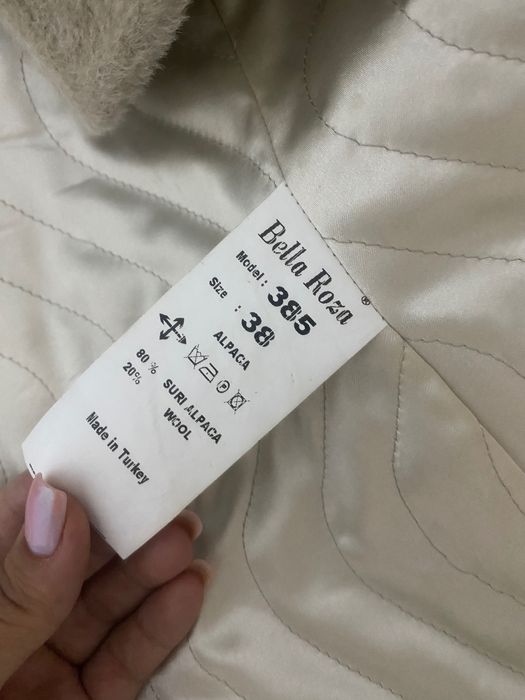 Bella Roza®
Model : 385
Size : 38
ALPACA
80 % SURI ALPACA
20% WOOL
Made in Turkey